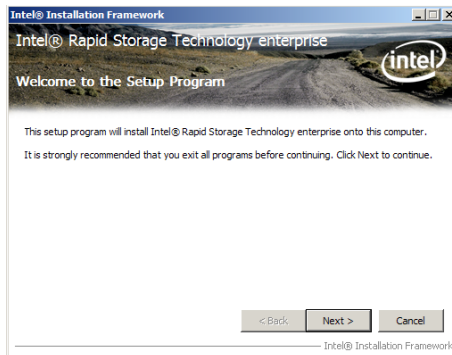 Intel® Installation Framework
Intel® Rapid Storage Technology enterprise
intel
Welcome to the Setup Program
This setup program will install Intel® Rapid Storage Technology enterprise onto this computer.
It is strongly recommended that you exit all programs before continuing. Click Next to continue.
< Back Next > Cancel
Intel® Installation Framework